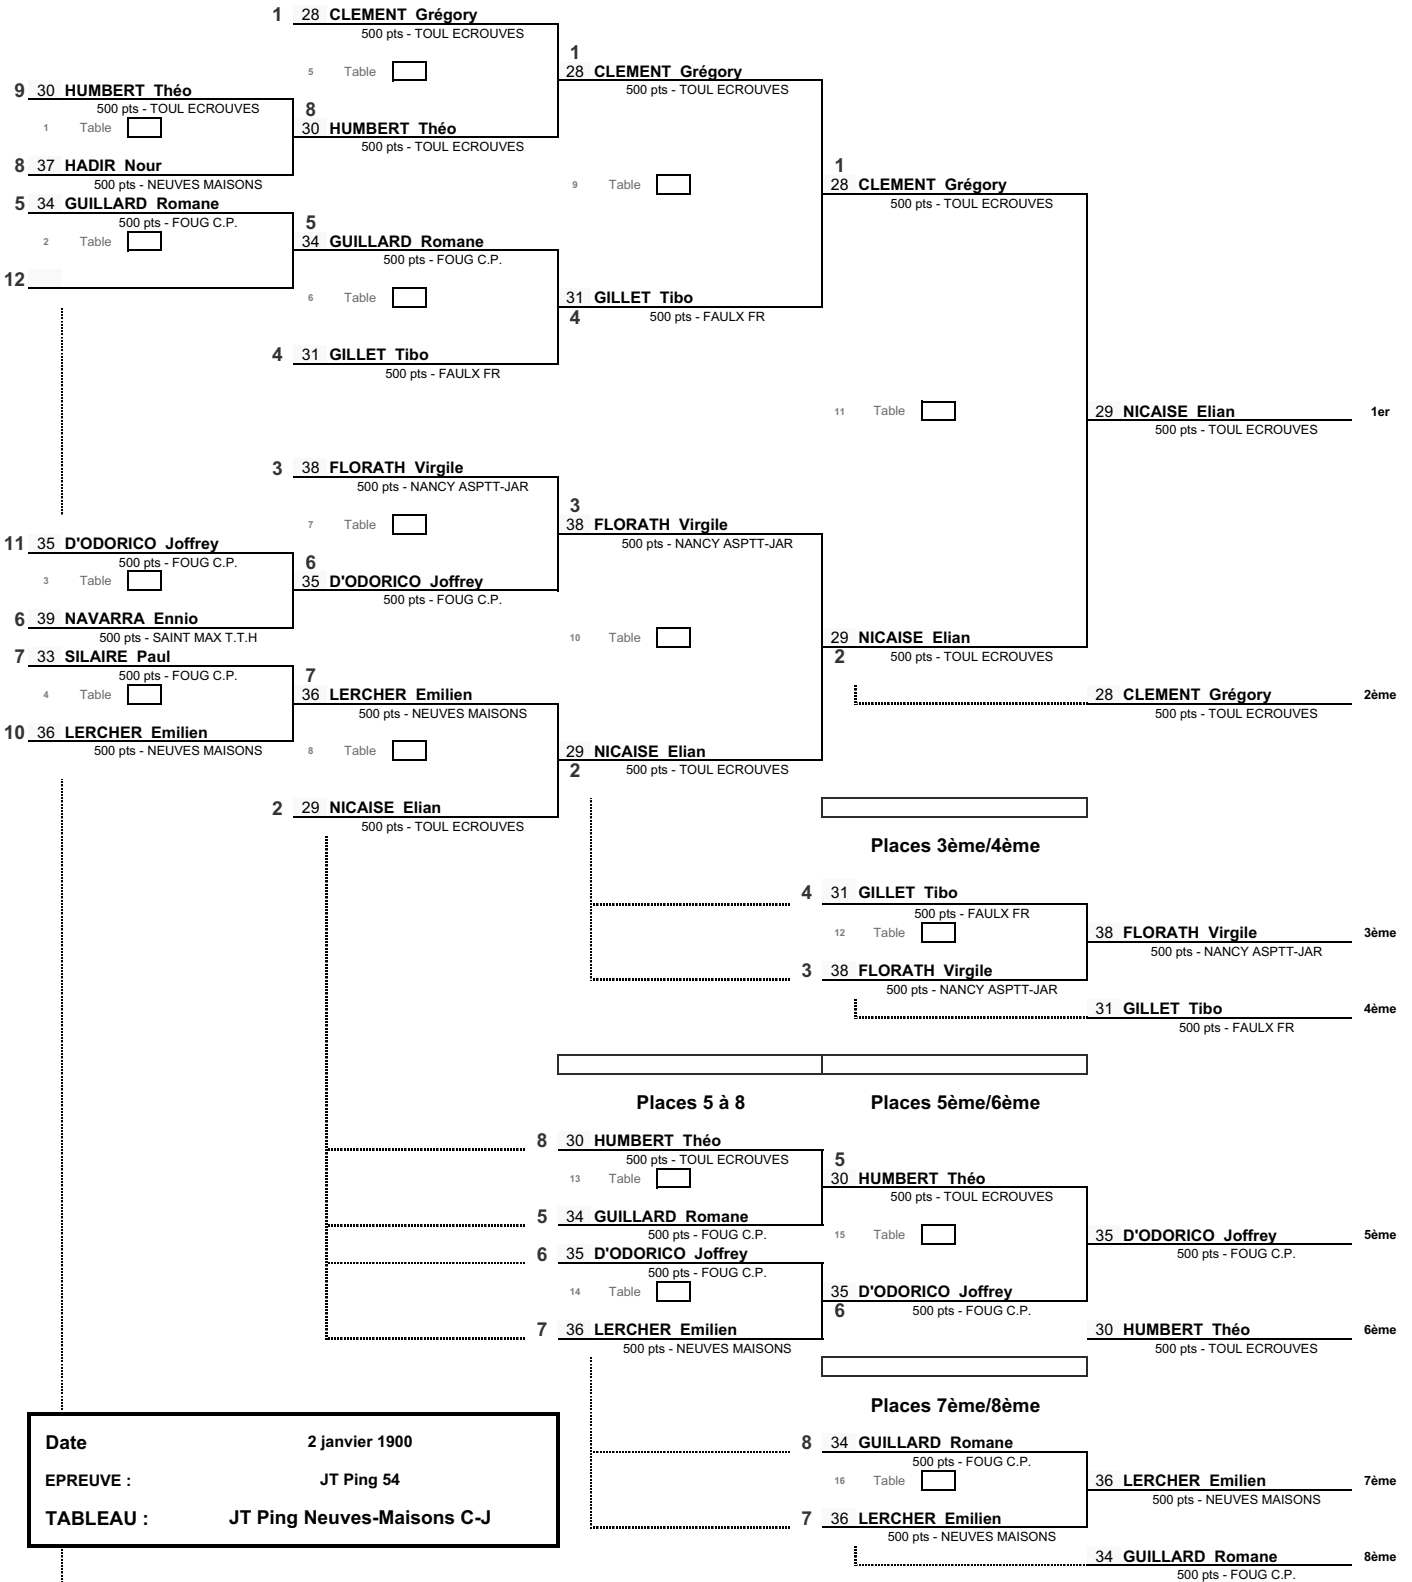 1 28 CLEMENT Grégory
500 pts - TOUL ECROUVES
1
5 Table
28 CLEMENT Grégory
500 pts - TOUL ECROUVES
9 30 HUMBERT Théo
500 pts - TOUL ECROUVES
8
1 Table
30 HUMBERT Théo
500 pts - TOUL ECROUVES
8 37 HADIR Nour
500 pts - NEUVES MAISONS
1
9 Table
28 CLEMENT Grégory
500 pts - TOUL ECROUVES
5 34 GUILLARD Romane
500 pts - FOUG C.P.
5
2 Table
34 GUILLARD Romane
500 pts - FOUG C.P.
12
6 Table
31 GILLET Tibo
4 500 pts - FAULX FR
4 31 GILLET Tibo
500 pts - FAULX FR
11 Table
29 NICAISE Elian 1er
500 pts - TOUL ECROUVES
3 38 FLORATH Virgile
500 pts - NANCY ASPTT-JAR
3
7 Table
38 FLORATH Virgile
500 pts - NANCY ASPTT-JAR
11 35 D'ODORICO Joffrey
500 pts - FOUG C.P.
6
3 Table
35 D'ODORICO Joffrey
500 pts - FOUG C.P.
6 39 NAVARRA Ennio
500 pts - SAINT MAX T.T.H
10 Table
29 NICAISE Elian
2 500 pts - TOUL ECROUVES
7 33 SILAIRE Paul
500 pts - FOUG C.P.
7
4 Table
36 LERCHER Emilien
500 pts - NEUVES MAISONS
28 CLEMENT Grégory 2ème
500 pts - TOUL ECROUVES
10 36 LERCHER Emilien
500 pts - NEUVES MAISONS
8 Table
29 NICAISE Elian
2 500 pts - TOUL ECROUVES
2 29 NICAISE Elian
500 pts - TOUL ECROUVES
Places 3ème/4ème
4 31 GILLET Tibo
500 pts - FAULX FR
12 Table
38 FLORATH Virgile 3ème
500 pts - NANCY ASPTT-JAR
3 38 FLORATH Virgile
500 pts - NANCY ASPTT-JAR
31 GILLET Tibo 4ème
500 pts - FAULX FR
Places 5 à 8 Places 5ème/6ème
8 30 HUMBERT Théo
500 pts - TOUL ECROUVES
5
13 Table
30 HUMBERT Théo
500 pts - TOUL ECROUVES
5 34 GUILLARD Romane
500 pts - FOUG C.P.
15 Table
35 D'ODORICO Joffrey 5ème
500 pts - FOUG C.P.
6 35 D'ODORICO Joffrey
500 pts - FOUG C.P.
14 Table
35 D'ODORICO Joffrey
6 500 pts - FOUG C.P.
7 36 LERCHER Emilien
500 pts - NEUVES MAISONS
30 HUMBERT Théo 6ème
500 pts - TOUL ECROUVES
Places 7ème/8ème
8 34 GUILLARD Romane
500 pts - FOUG C.P.
16 Table
36 LERCHER Emilien 7ème
500 pts - NEUVES MAISONS
7 36 LERCHER Emilien
500 pts - NEUVES MAISONS
34 GUILLARD Romane 8ème
500 pts - FOUG C.P.
Date 2 janvier 1900
EPREUVE : JT Ping 54
TABLEAU : JT Ping Neuves-Maisons C-J